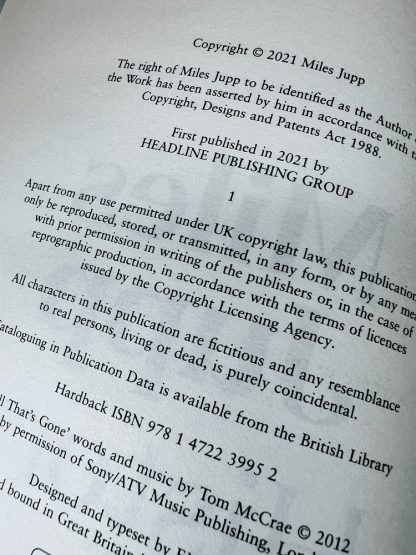 Copyright © 2021 Miles Jupp
The right of Miles Jupp to be identified as the Author
the Work has been asserted by him in accordance with
Copyright, Designs and Patents Act 1988.
First published in 2021 by
HEADLINE PUBLISHING GROUP
1
Apart from any use permitted under UK copyright law, this publication
only be reproduced, stored, or transmitted, in any form, or by any
with prior permission in writing of the publishers or, in the case of
reprographic production, in accordance with the terms of licences
issued by the Copyright Licensing Agency.
All characters in this publication are fictitious and any resemblance
to real persons, living or dead, is purely coincidental.
Cataloguing in Publication Data is available from the British Library
Hardback ISBN 978 1 4722 3995 2
That's Gone' words and music by Tom McCrae © 2012
by permission of Sony/ATV Music Publishing,
Designed and typeset by
bound in Great Britain